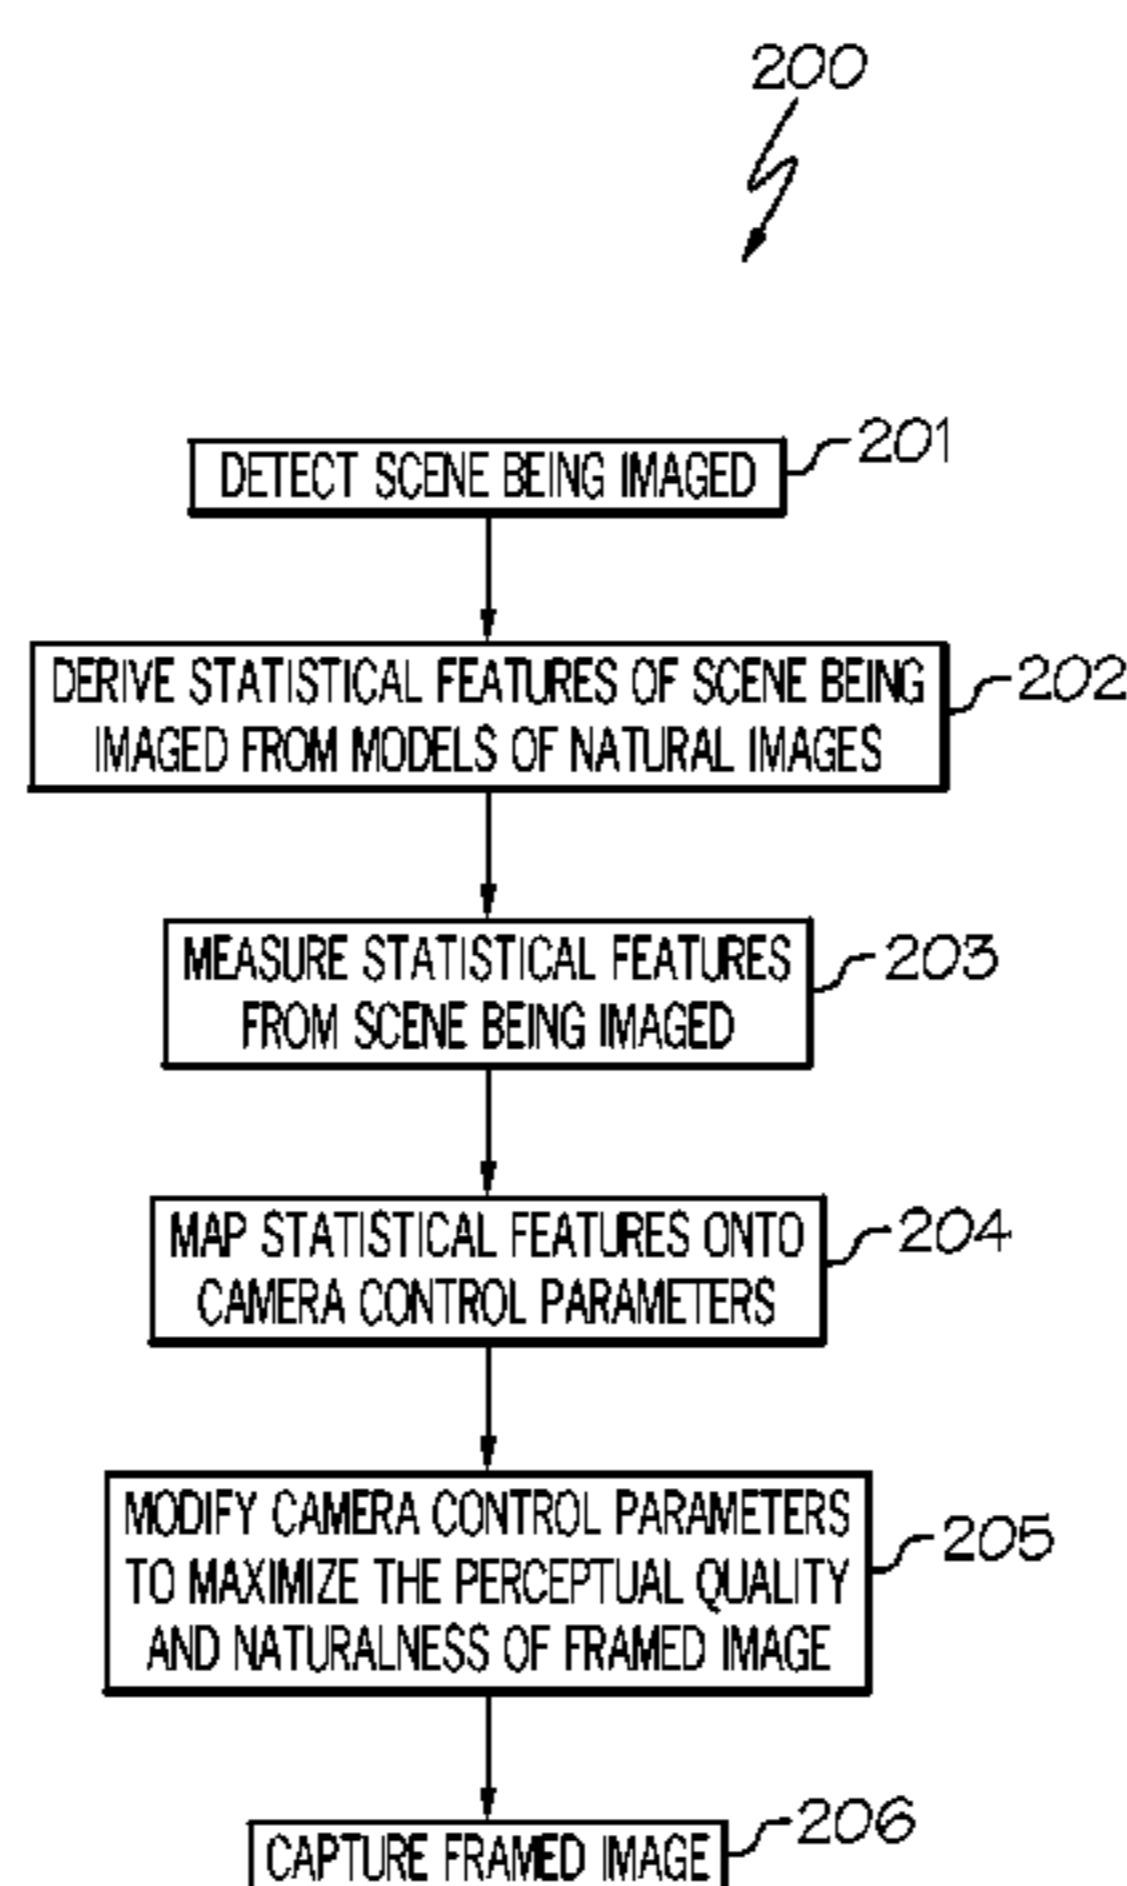 200
DETECT SCENE BEING IMAGED
201
DERIVE STATISTICAL FEATURES OF SCENE BEING
IMAGED FROM MODELS OF NATURAL IMAGES
202
MEASURE STATISTICAL FEATURES
FROM SCENE BEING IMAGED
203
MAP STATISTICAL FEATURES ONTO
CAMERA CONTROL PARAMETERS
204
MODIFY CAMERA CONTROL PARAMETERS
TO MAXIMIZE THE PERCEPTUAL QUALITY
AND NATURALNESS OF FRAMED IMAGE
205
CAPTURE FRAMED IMAGE
206